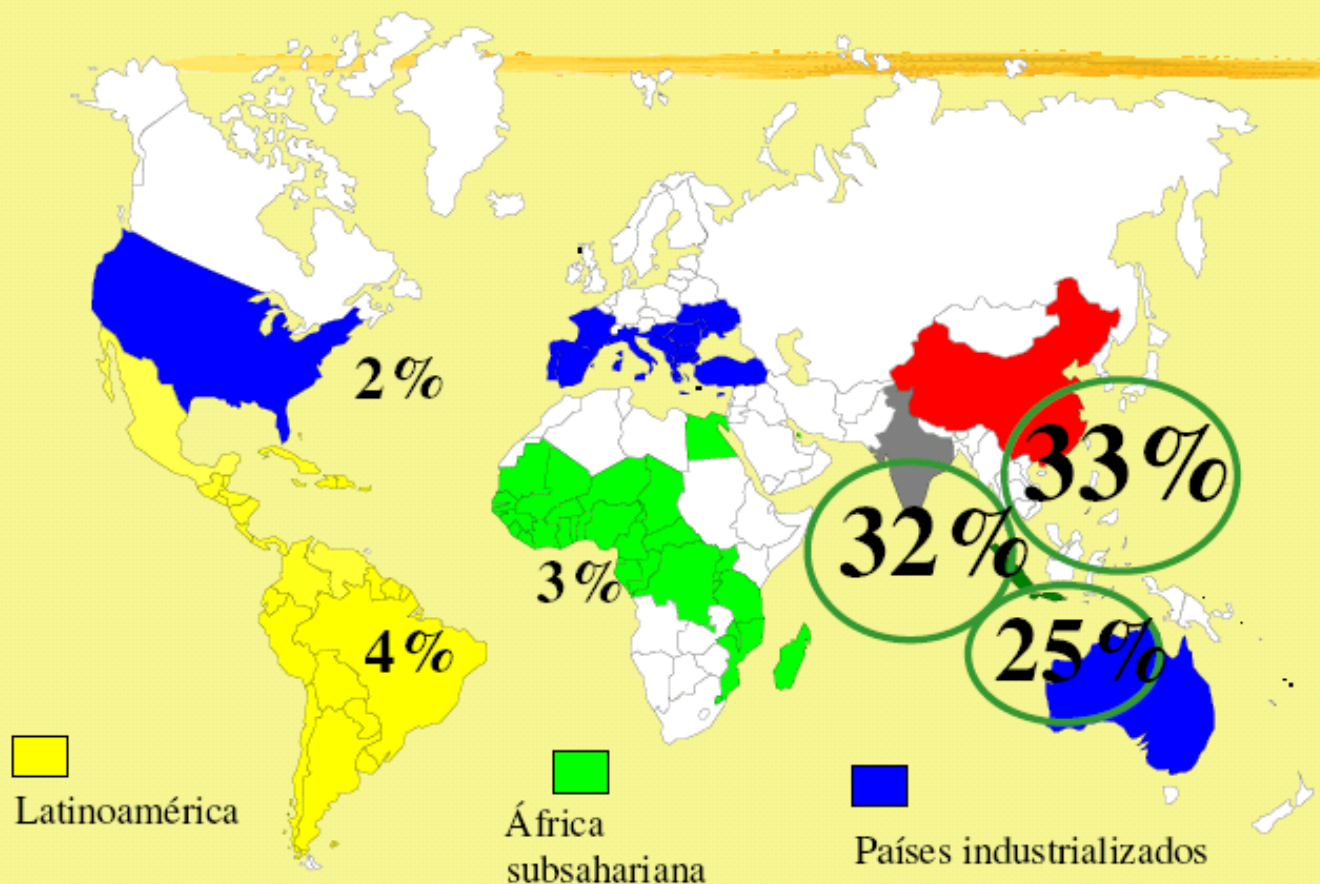 2%
33%
32%
3%
25%
4%
Latinoamérica
África
subsahariana
Países industrializados